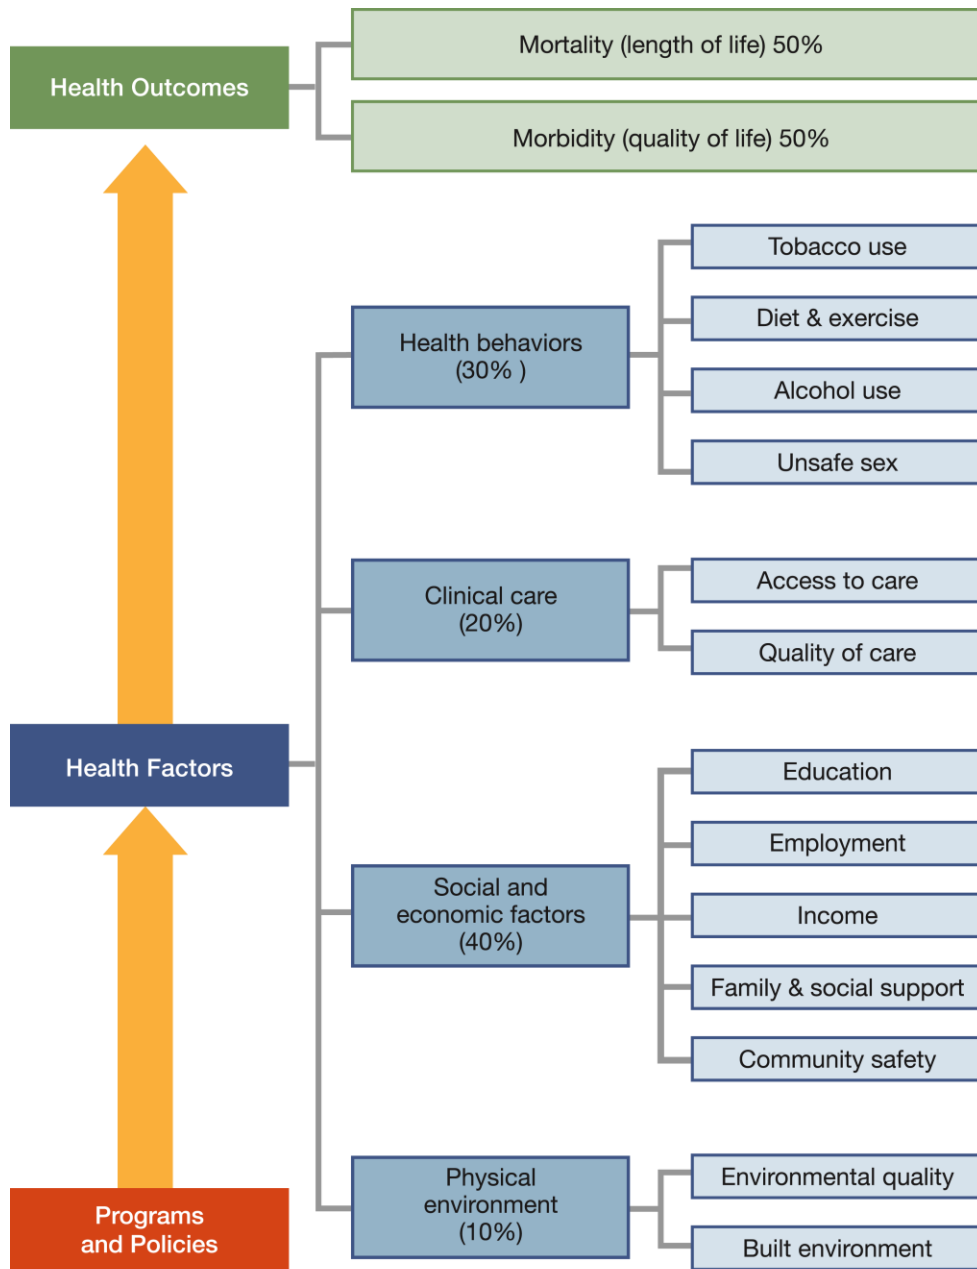 Health Outcomes
Mortality (length of life) 50%
Morbidity (quality of life) 50%
Health Factors
Health behaviors
(30% )
Tobacco use
Diet & exercise
Alcohol use
Unsafe sex
Clinical care
(20%)
Access to care
Quality of care
Social and
economic factors
(40%)
Education
Employment
Income
Family & social support
Community safety
Physical
environment
(10%)
Environmental quality
Built environment
Programs
and Policies